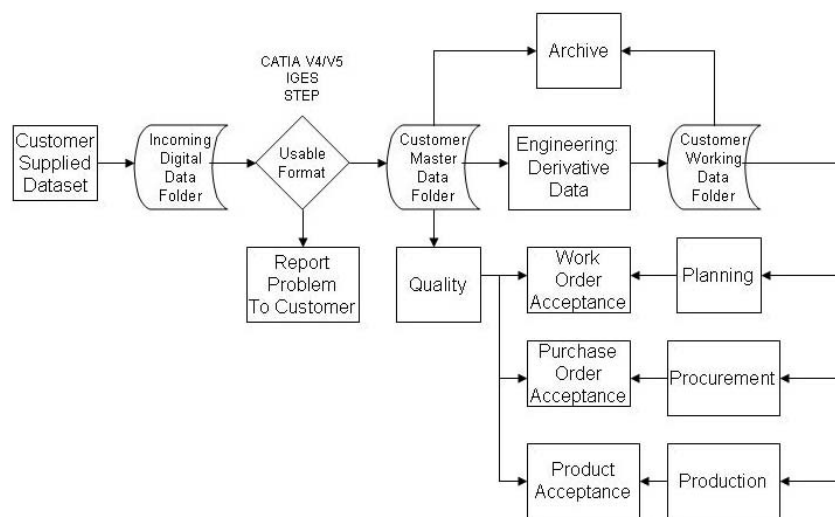 Archive
CATIA V4/V5
IGES
STEP
Customer
Supplied
Dataset
Incoming
Digital
Data
Folder
Usable
Format
Customer
Master
Data
Folder
Engineering:
Derivative
Data
Customer
Working
Data
Folder
Report
Problem
To Customer
Quality
Work
Order
Acceptance
Planning
Purchase
Order
Acceptance
Procurement
Product
Acceptance
Production